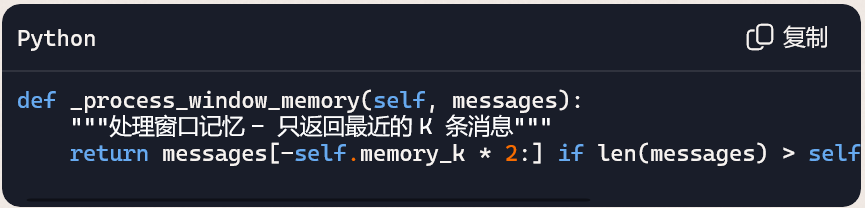 Python
复制
def _process_window_memory(self, messages):
    """处理窗口记忆 - 只返回最近的 K 条消息"""
    return messages[-self.memory_k * 2:] if len(messages) > self